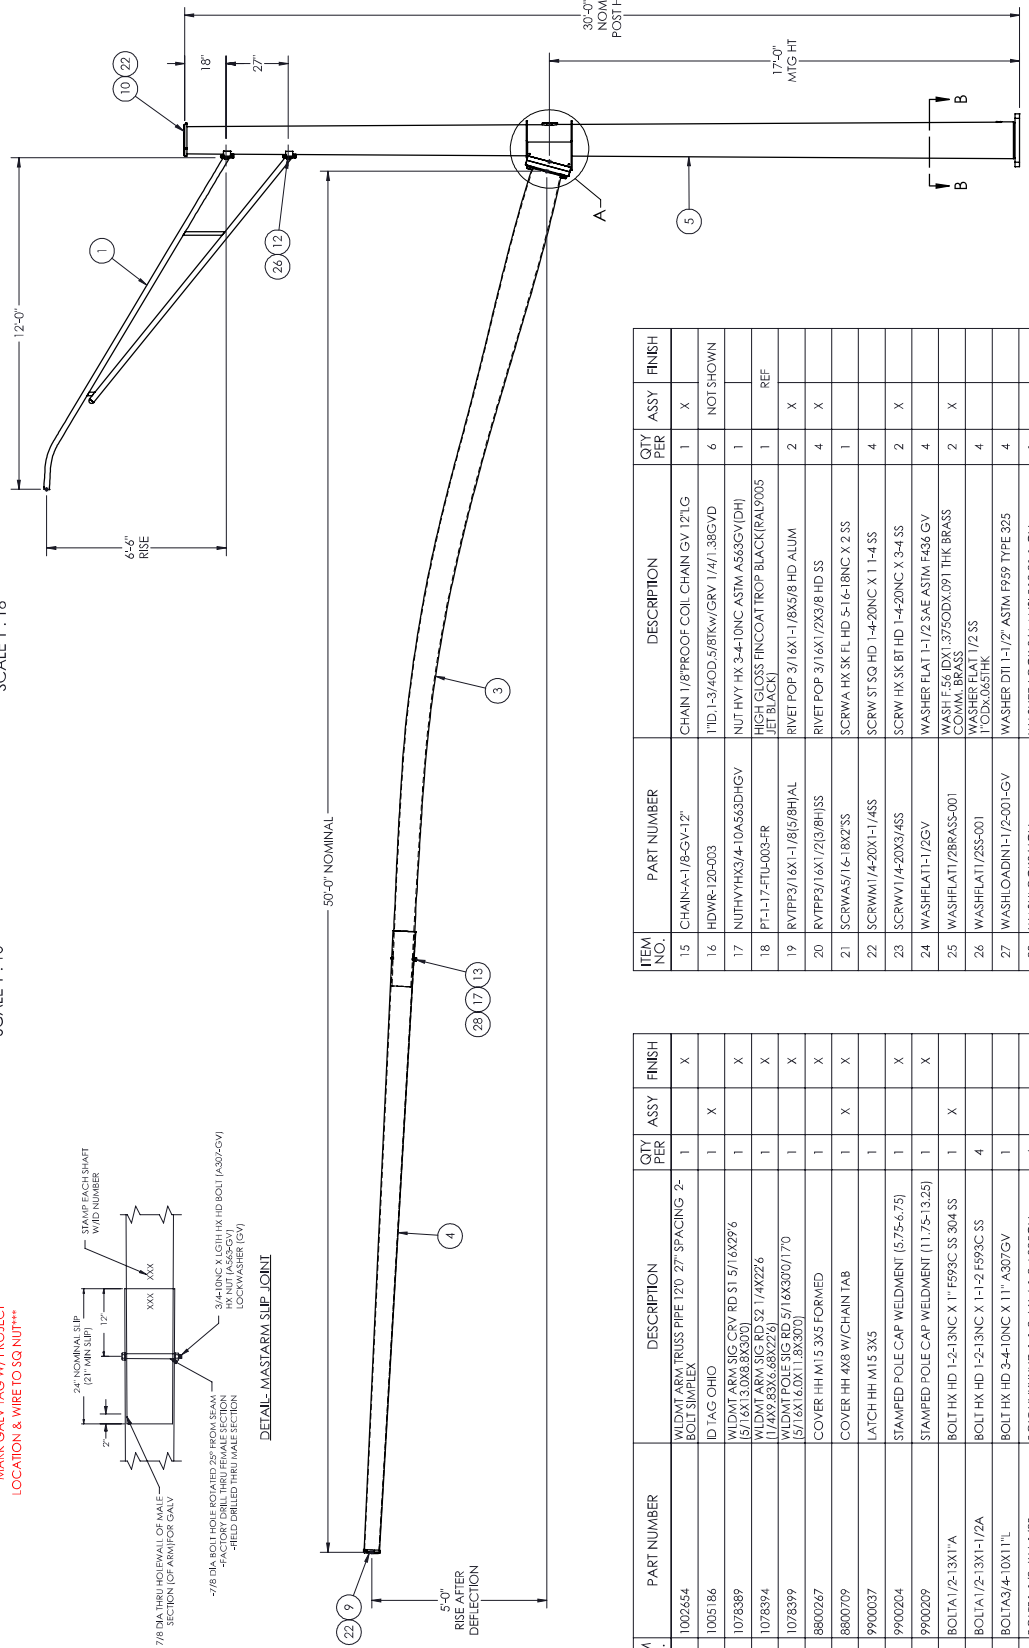 SCALE 1 : 16
MARK GALV TAG W/ PROJECT
LOCATION & WIRE TO SQ NUT***
30'-0"
NOM
POST H
17'-0"
MTG HT
18"
27"
10
22
12'-0"
1
6'-6"
RISE
26
12
A
5
B
B
50'-0" NOMINAL
3
28
17
13
4
22
9
5'-0"
RISE AFTER
DEFLECTION
STAMP EACH SHAFT
W/ID NUMBER
XXX
XXX
24" NOMINAL SLIP
(21" MIN SLIP)
12"
2"
3/4-10NC X LGTH HX HD BOLT (A307-GV)
HX NUT (A563-GV)
LOCKWASHER (GV)
7/8 DIA THRU HOLEWALL OF MALE
SECTION (OF ARM)FOR GALV
-7/8 DIA BOLT HOLE ROTATED 25° FROM SEAM
-FACTORY DRILL THRU FEMALE SECTION
-FIELD DRILLED THRU MALE SECTION
DETAIL- MASTARM SLIP JOINT
PART NUMBER DESCRIPTION QTY PER ASSY FINISH
1002654 WLDMT ARM TRUSS PIPE 12'0 27" SPACING 2-BOLT SIMPLEX 1 X
1005186 ID TAG OHIO 1 X
1078389 WLDMT ARM SIG CRV RD S1 5/16X29'6 (5/16X13.0X8.8X30'0) 1 X
1078394 WLDMT ARM SIG RD S2 1/4X22'6 (1/4X9.83X6.68X22'6) 1 X
1078399 WLDMT POLE SIG RD 5/16X30'0/17'0 (5/16X16.0X11.8X30'0) 1 X
8800267 COVER HH M15 3X5 FORMED 1 X
8800709 COVER HH 4X8 W/CHAIN TAB 1 X X
9900037 LATCH HH M15 3X5 1
9900204 STAMPED POLE CAP WELDMENT (5.75-6.75) 1 X
9900209 STAMPED POLE CAP WELDMENT (11.75-13.25) 1 X
BOLTA1/2-13X1"A BOLT HX HD 1-2-13NC X 1" F593C SS 304 SS 1 X
BOLTA1/2-13X1-1/2A BOLT HX HD 1-2-13NC X 1-1-2 F593C SS 4
BOLTA3/4-10X11"L BOLT HX HD 3-4-10NC X 11" A307GV 1
ITEM NO. PART NUMBER DESCRIPTION QTY PER ASSY FINISH
15 CHAIN-A-1/8-GV-12" CHAIN 1/8"PROOF COIL CHAIN GV 12"LG 1 X
16 HDWR-120-003 1"ID,1-3/4OD,5/8TKw/GRV 1/4/1.38GVD 6 NOT SHOWN
17 NUTHVYHX3/4-10A563DHGV NUT HVY HX 3-4-10NC ASTM A563GV(DH) 1
18 PT-1-17-FTU-003-FR HIGH GLOSS FINCOAT TROP BLACK(RAL9005 JET BLACK) 1 REF
19 RVTPP3/16X1-1/8(5/8H)AL RIVET POP 3/16X1-1/8X5/8 HD ALUM 2 X
20 RVTPP3/16X1/2(3/8H)SS RIVET POP 3/16X1/2X3/8 HD SS 4 X
21 SCRWA5/16-18X2"SS SCRWA HX SK FL HD 5-16-18NC X 2 SS 1
22 SCRWM1/4-20X1-1/4SS SCRW ST SQ HD 1-4-20NC X 1 1-4 SS 4
23 SCRWV1/4-20X3/4SS SCRW HX SK BT HD 1-4-20NC X 3-4 SS 2 X
24 WASHFLAT1-1/2GV WASHER FLAT 1-1/2 SAE ASTM F436 GV 4
25 WASHFLAT1/2BRASS-001 WASH F.56 IDX1.375ODX.091 THK BRASS COMM. BRASS 2 X
26 WASHFLAT1/2SS-001 WASHER FLAT 1/2 SS 1"ODx.065THK 4
27 WASHLOADIN1-1/2-001-GV WASHER DTI 1-1/2" ASTM F959 TYPE 325 4